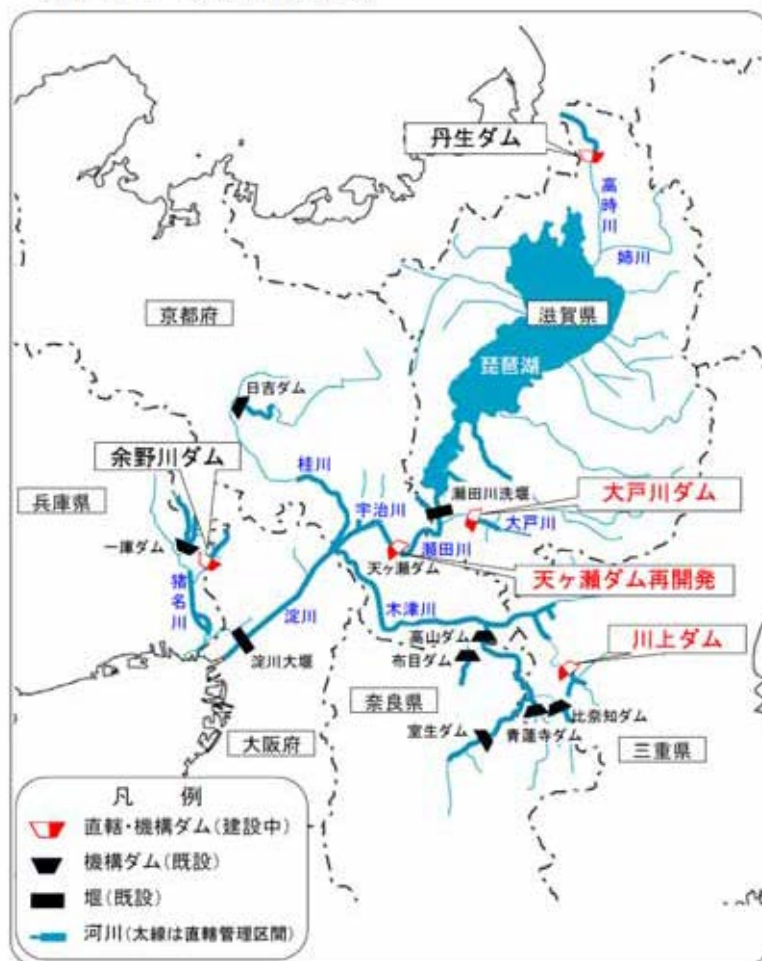 丹生ダム
高時川
姉川
京都府
滋賀県
琵琶湖
日吉ダム
余野川ダム
桂川
兵庫県
宇治川
瀬田川洗堰
大戸川ダム
大戸川
一庫ダム
瀬田川
天ヶ瀬ダム
天ヶ瀬ダム再開発
猪名川
淀川
木津川
高山ダム
川上ダム
淀川大堰
布目ダム
奈良県
比奈知ダム
大阪府
室生ダム
青蓮寺ダム
三重県
凡 例
直轄・機構ダム(建設中)
機構ダム(既設)
堰(既設)
河川(太線は直轄管理区間)